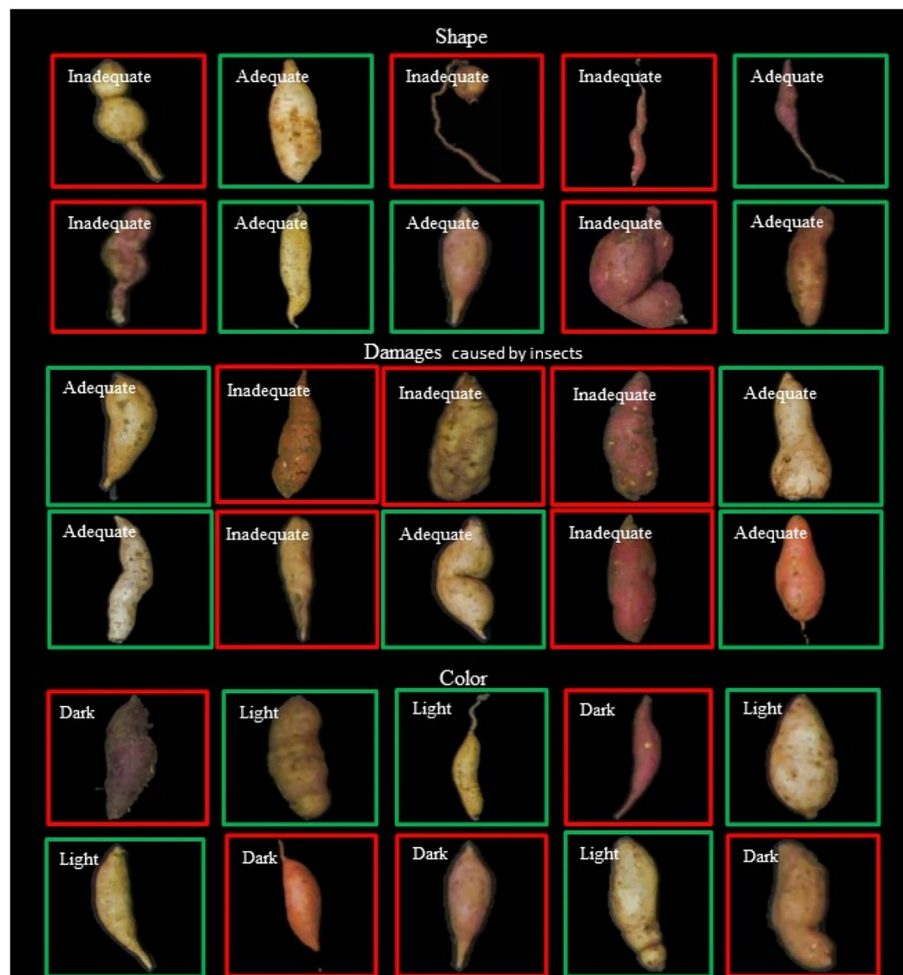 Shape
Inadequate Adequate Inadequate Inadequate Adequate
Inadequate Adequate Adequate Inadequate Adequate
Damages caused by insects
Adequate Inadequate Inadequate Inadequate Adequate
Adequate Inadequate Adequate Inadequate Adequate
Color
Dark Light Light Dark Light
Light Dark Dark Light Dark